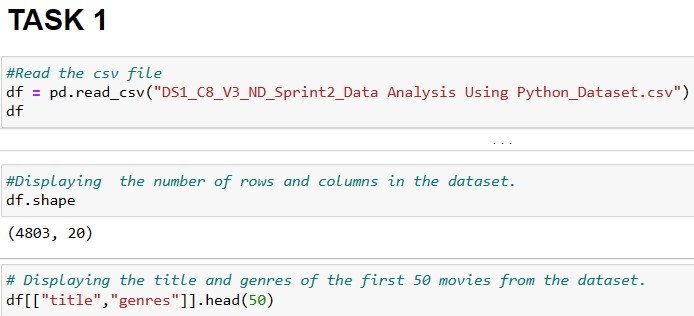 TASK 1
#Read the csv file
df = pd.read_csv("DS1_C8_V3_ND_Sprint2_Data Analysis Using Python_Dataset.csv")
df
...
#Displaying  the number of rows and columns in the dataset.
df.shape
(4803, 20)
# Displaying the title and genres of the first 50 movies from the dataset.
df[["title","genres"]].head(50)